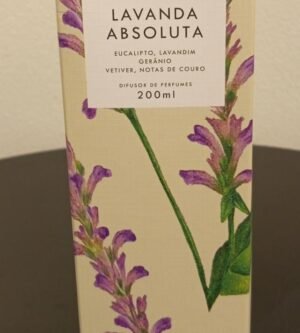 LAVANDA
ABSOLUTA
EUCALIPTO, LAVANDIM
GERÂNIO
VETIVER, NOTAS DE COURO
DIFUSOR DE PERFUMES
200ml